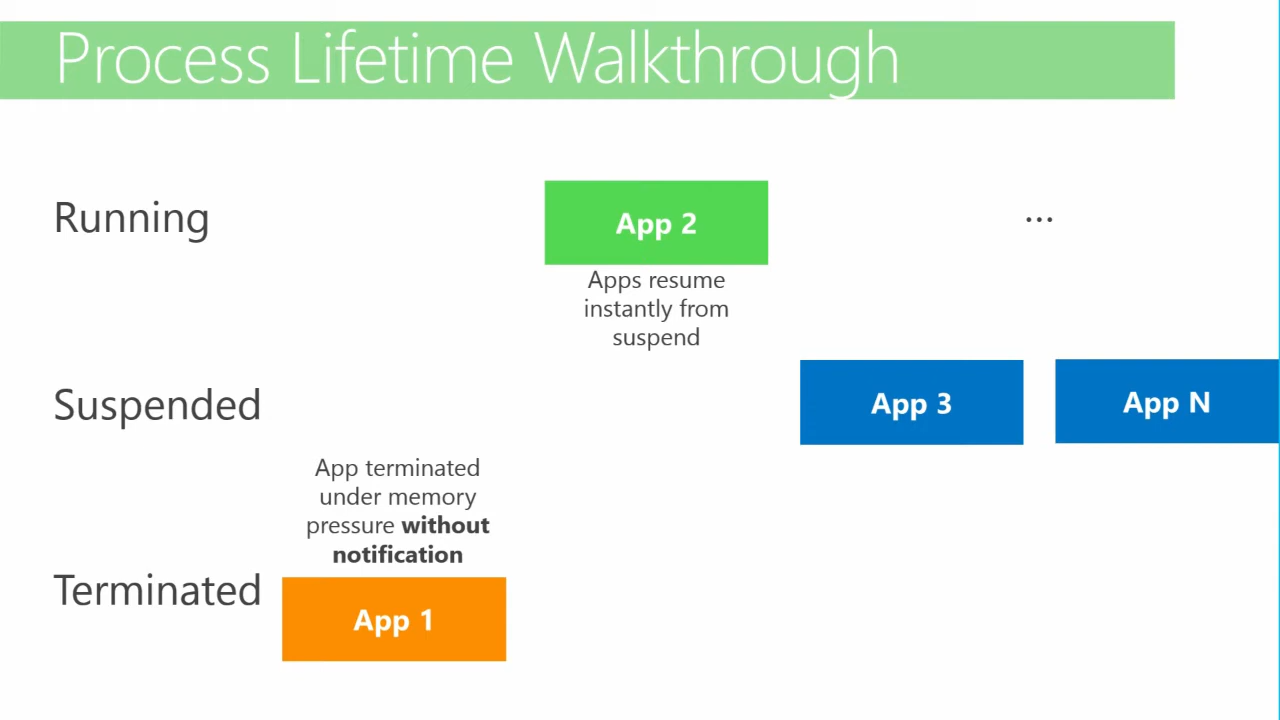 Process Lifetime Walkthrough
Running
App 2
...
Apps resume
instantly from
suspend
Suspended
App 3
App N
App terminated
under memory
pressure without
notification
Terminated
App 1